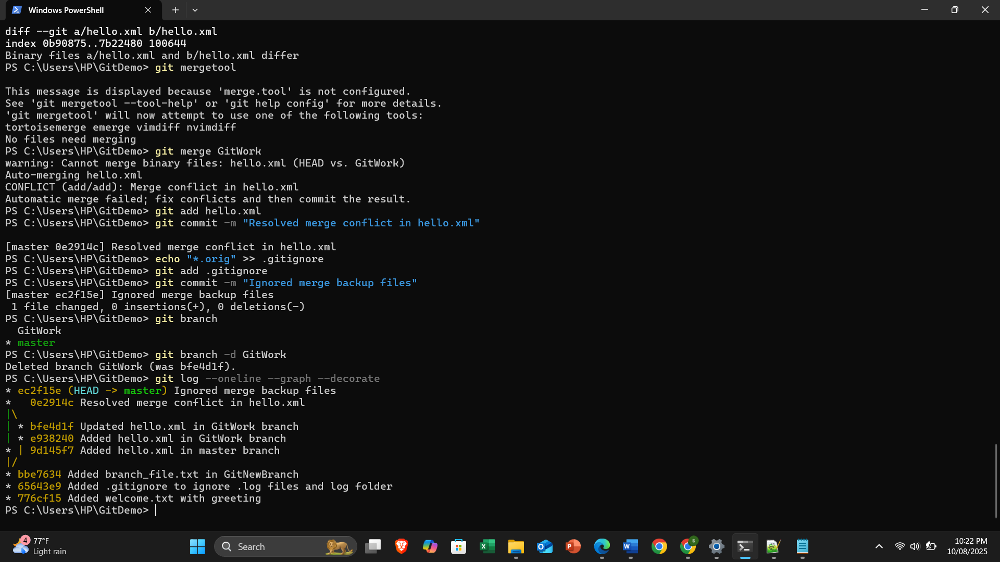 Windows PowerShell
diff --git a/hello.xml b/hello.xml
index 0b90875..7b22480 100644
Binary files a/hello.xml and b/hello.xml differ
PS C:\Users\HP\GitDemo> git mergetool
This message is displayed because 'merge.tool' is not configured.
See 'git mergetool --tool-help' or 'git help config' for more details.
'git mergetool' will now attempt to use one of the following tools:
tortoisemerge emerge vimdiff nvimdiff
No files need merging
PS C:\Users\HP\GitDemo> git merge GitWork
warning: Cannot merge binary files: hello.xml (HEAD vs. GitWork)
Auto-merging hello.xml
CONFLICT (add/add): Merge conflict in hello.xml
Automatic merge failed; fix conflicts and then commit the result.
PS C:\Users\HP\GitDemo> git add hello.xml
PS C:\Users\HP\GitDemo> git commit -m "Resolved merge conflict in hello.xml"
[master 0e2914c] Resolved merge conflict in hello.xml
PS C:\Users\HP\GitDemo> echo "*.orig" >> .gitignore
PS C:\Users\HP\GitDemo> git add .gitignore
PS C:\Users\HP\GitDemo> git commit -m "Ignored merge backup files"
[master ec2f15e] Ignored merge backup files
 1 file changed, 0 insertions(+), 0 deletions(-)
PS C:\Users\HP\GitDemo> git branch
  GitWork
* master
PS C:\Users\HP\GitDemo> git branch -d GitWork
Deleted branch GitWork (was bfe4d1f).
PS C:\Users\HP\GitDemo> git log --oneline --graph --decorate
* ec2f15e (HEAD -> master) Ignored merge backup files
*   0e2914c Resolved merge conflict in hello.xml
|\
| * bfe4d1f Updated hello.xml in GitWork branch
| * e938240 Added hello.xml in GitWork branch
* | 9d145f7 Added hello.xml in master branch
|/
* bbe7634 Added branch_file.txt in GitNewBranch
* 65643e9 Added .gitignore to ignore .log files and log folder
* 776cf15 Added welcome.txt with greeting
PS C:\Users\HP\GitDemo>
4
77°F
Light rain
Search
10:22 PM
10/08/2025